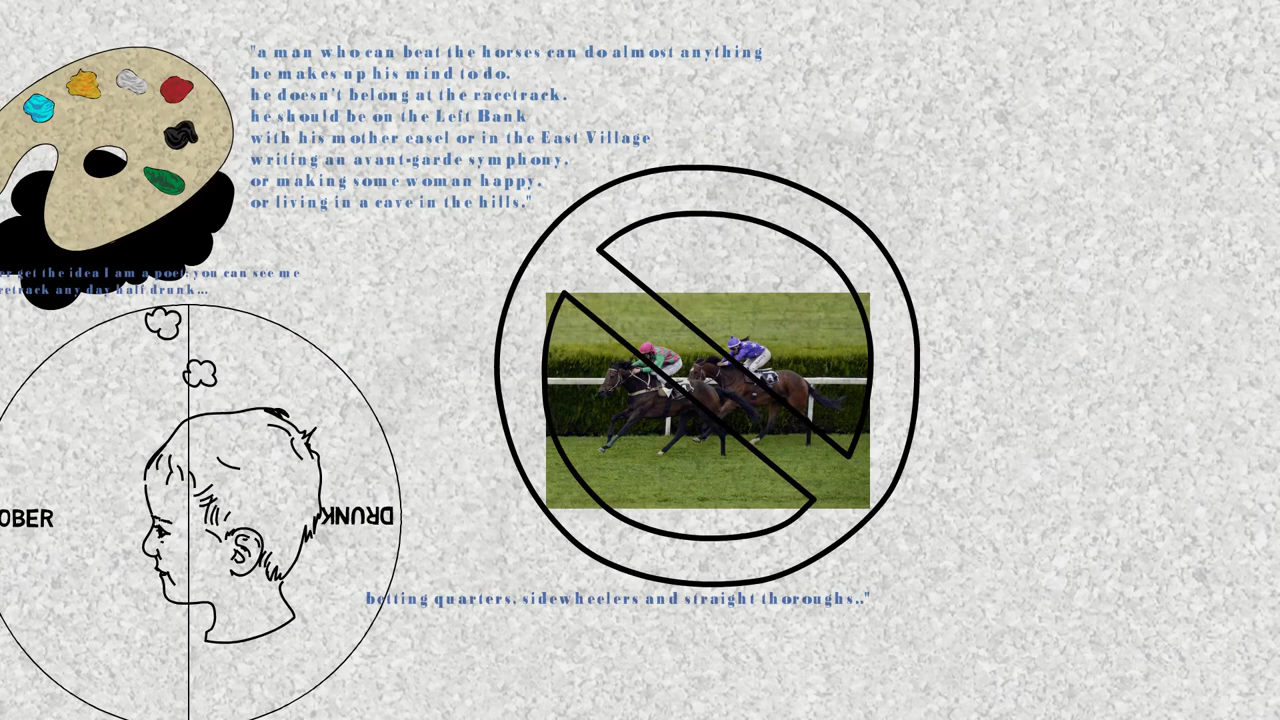 "a man who can beat the horses can do almost anything
he makes up his mind to do.
he doesn't belong at the racetrack.
he should be on the Left Bank
with his mother easel or in the East Village
writing an avant-garde symphony.
or making some woman happy.
or living in a cave in the hills."
get the idea I am a poet; you can see me
any day half drunk...
OBER
DRUNK
betting quarters, sidewheelers and straight thoroughs.."